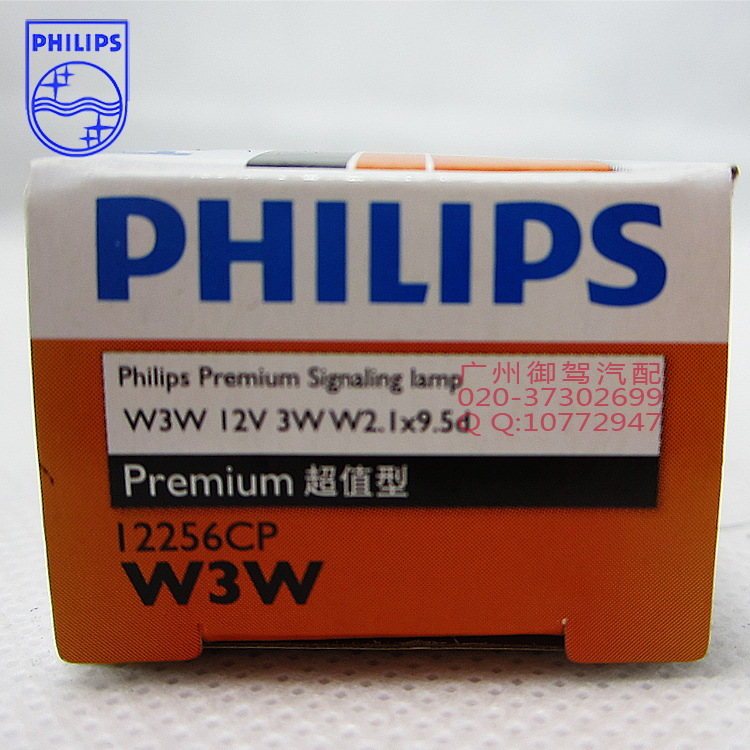 PHILIPS
PHILIPS
Philips Premium Signaling lamp
W3W 12V 3W W2.1x9.5d
广州御驾汽配
020-37302699
Q Q:10772947
Premium 超值型
12256CP
W3W